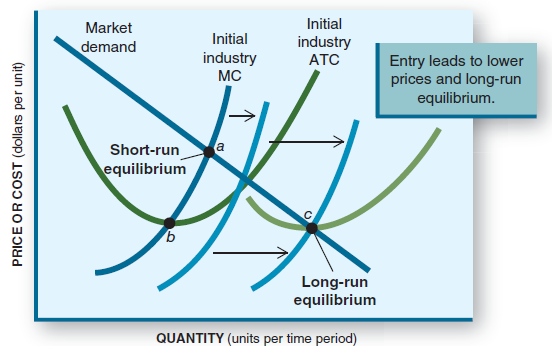 Market
demand
Initial
industry
MC
Initial
industry
ATC
Entry leads to lower
prices and long-run
equilibrium.
Short-run
equilibrium
a
b
c
Long-run
equilibrium
PRICE OR COST (dollars per unit)
QUANTITY (units per time period)